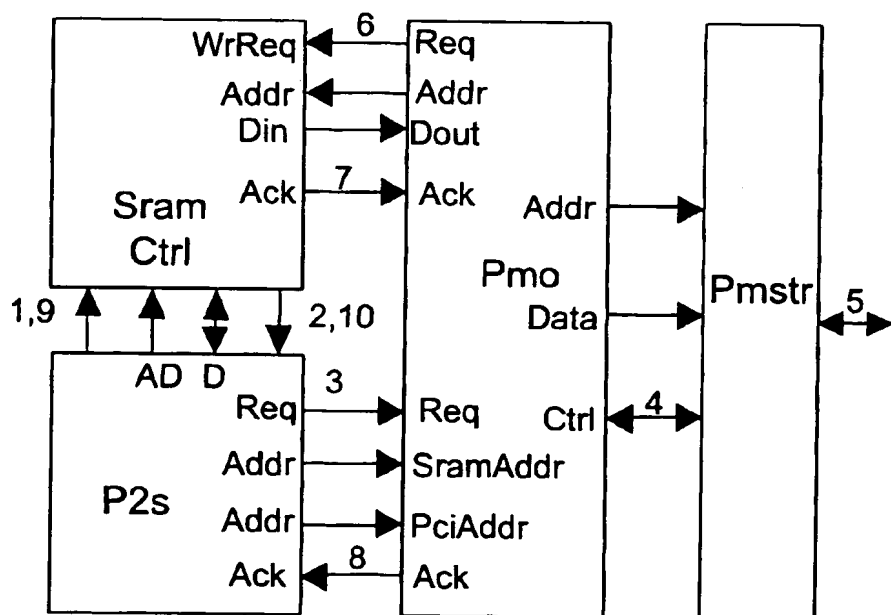 WrReq 6 Req
Addr Addr
Din Dout
Ack 7 Ack
Sram
Ctrl
Addr
Pmo
Data
Pmstr
5
1,9
2,10
AD D
3
Req Req
Ctrl 4
Addr SramAddr
P2s
Addr PciAddr
Ack 8 Ack